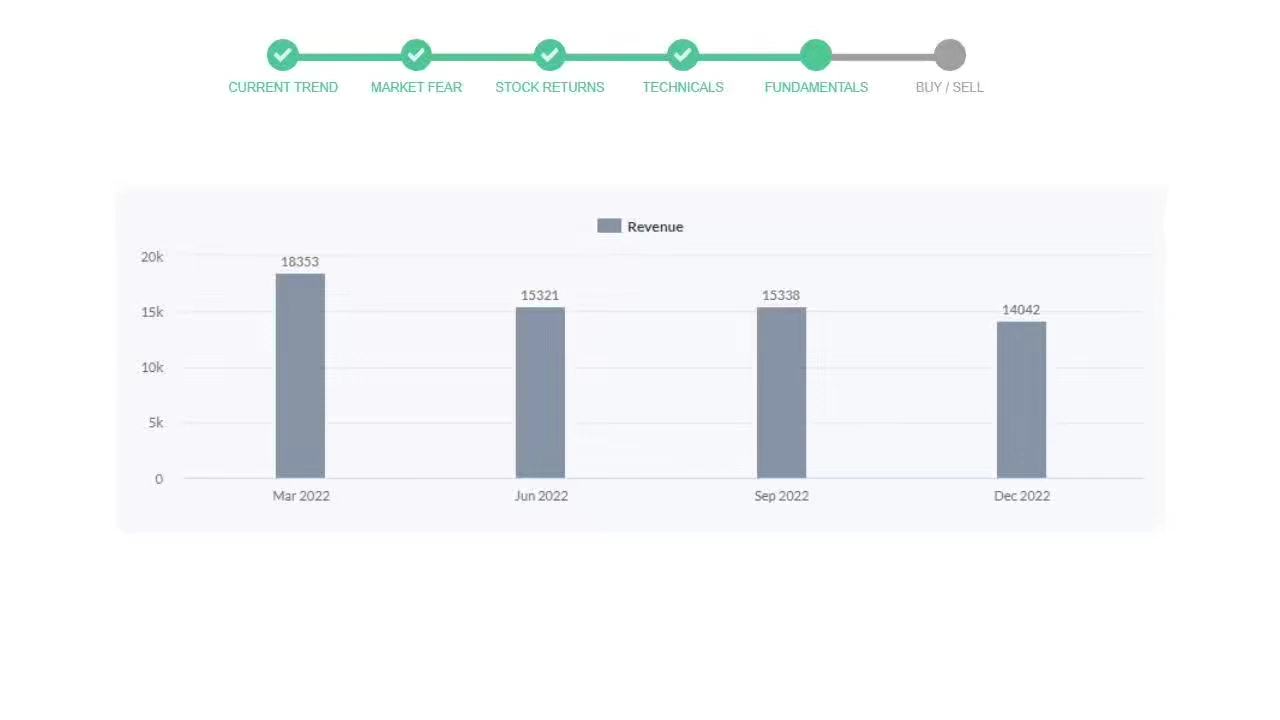 CURRENT TREND
MARKET FEAR
STOCK RETURNS
TECHNICALS
FUNDAMENTALS
BUY / SELL
Revenue
20k
15k
10k
5k
0
18353
15321
15338
14042
Mar 2022
Jun 2022
Sep 2022
Dec 2022